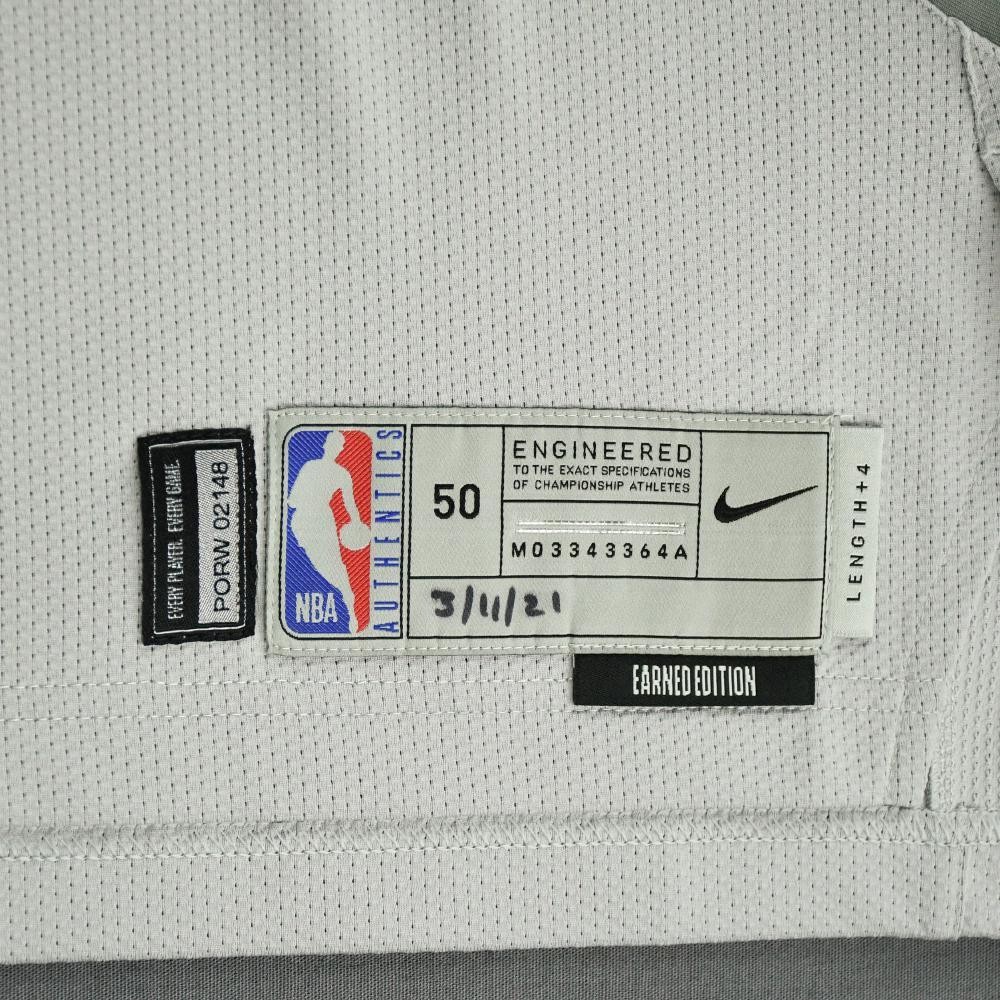 EVERY PLAYER. EVERY GAME.
PORW 02148
NBA
AUTHENTICS
50
ENGINEERED
TO THE EXACT SPECIFICATIONS
OF CHAMPIONSHIP ATHLETES
M03343364A
3/11/21
LENGTH+4
EARNED EDITION